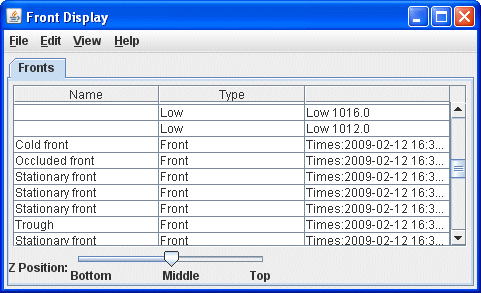 Front Display
File Edit View Help
Fronts
Name Type
Low Low 1016.0
Low Low 1012.0
Cold front Front Times:2009-02-12 16:3...
Occluded front Front Times:2009-02-12 16:3...
Stationary front Front Times:2009-02-12 16:3...
Stationary front Front Times:2009-02-12 16:3...
Stationary front Front Times:2009-02-12 16:3...
Trough Front Times:2009-02-12 16:3...
Stationary front Front Times:2009-02-12 16:3...
Z Position:
Bottom Middle Top